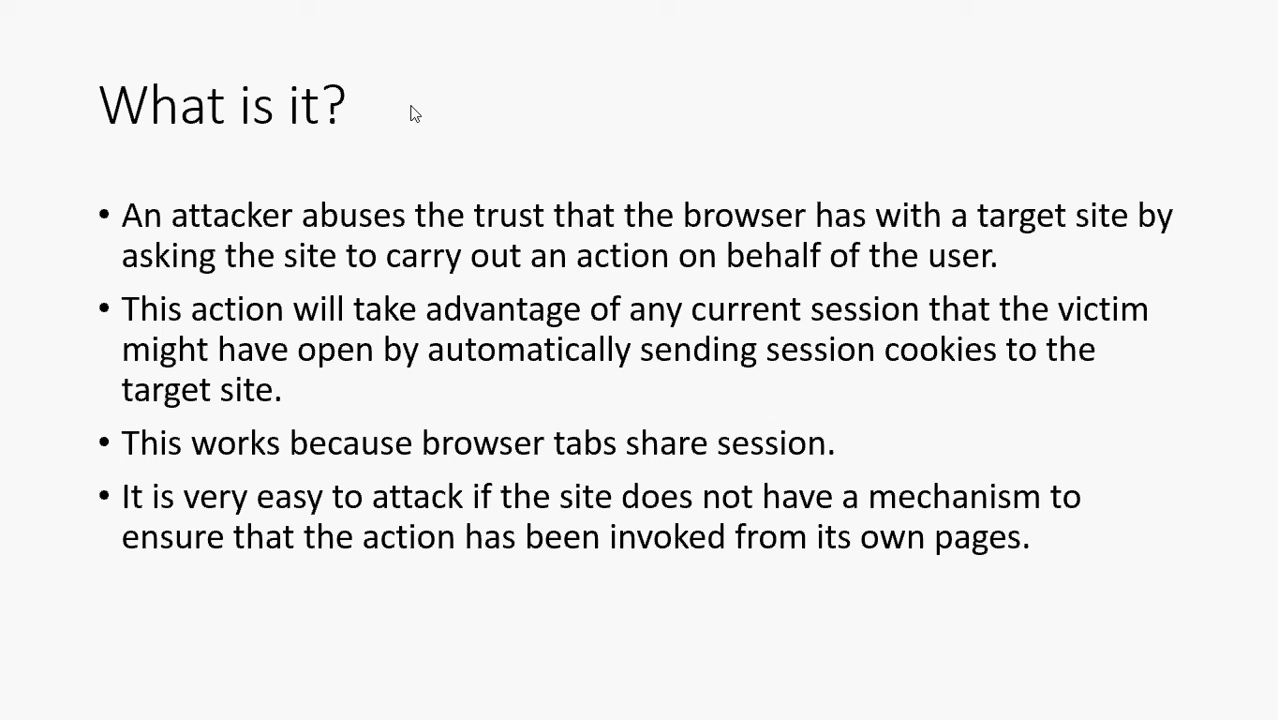 What is it?
• An attacker abuses the trust that the browser has with a target site by
asking the site to carry out an action on behalf of the user.
• This action will take advantage of any current session that the victim
might have open by automatically sending session cookies to the
target site.
• This works because browser tabs share session.
• It is very easy to attack if the site does not have a mechanism to
ensure that the action has been invoked from its own pages.